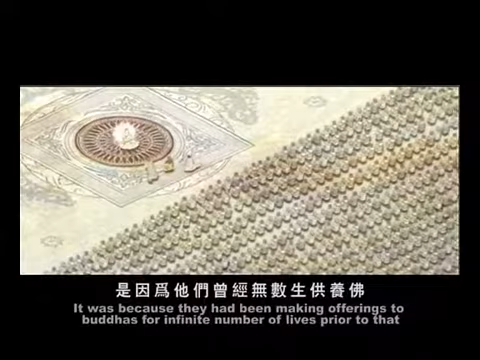 是因爲他們曾經無數生供養佛
It was because they had been making offerings to
buddhas for infinite number of lives prior to that